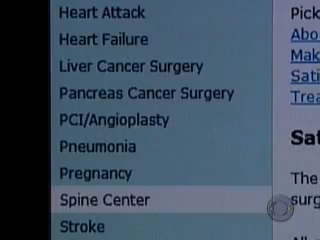 Heart Attack
Heart Failure
Liver Cancer Surgery
Pancreas Cancer Surgery
PCI/Angioplasty
Pneumonia
Pregnancy
Spine Center
Stroke
Pick
Abo
Mak
Sati
Trea
Sat
The
surg